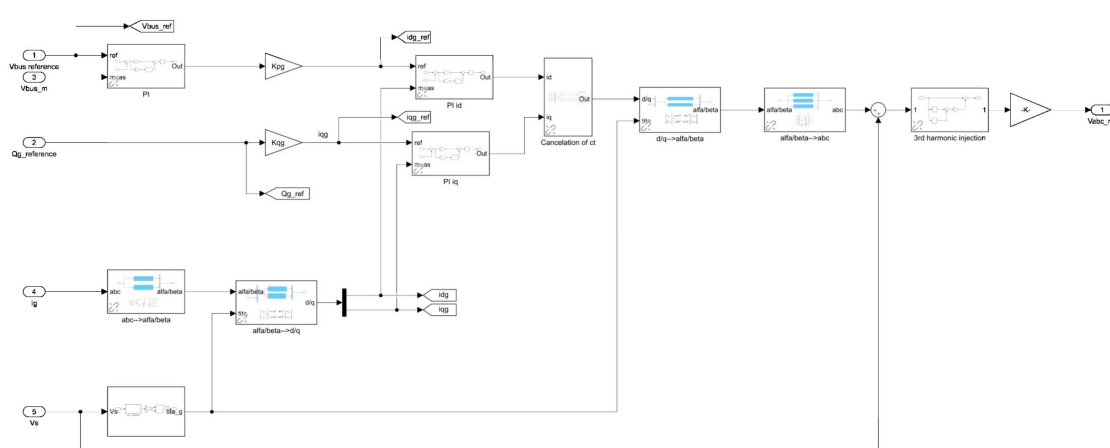 Vbus_ref
1
Vbus reference
3
Vbus_m
ref
meas
Out
PI
Kpg
idg_ref
ref
meas
Out
PI id
id
iq
Out
Cancelation of ct
d/q
tita
alfa/beta
d/q-->alfa/beta
alfa/beta
abc
alfa/beta-->abc
1
1
3rd harmonic injection
-K-
1
2
Qg_reference
Kqg
iqg
iqg_ref
ref
meas
Out
PI iq
Qg_ref
4
Ig
abc
alfa/beta
abc-->alfa/beta
alfa/beta
tita
d/q
alfa/beta-->d/q
idg
iqg
5
Vs
Vs
tita_g